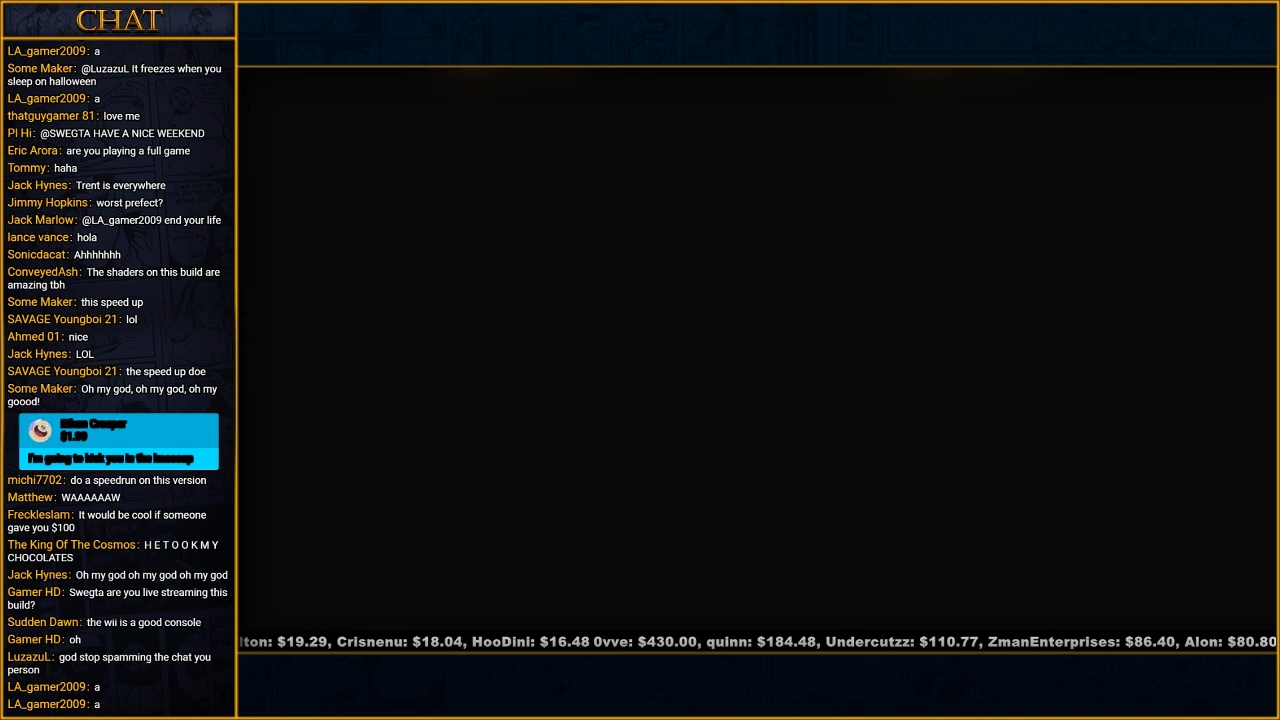 CHAT
LA_gamer2009: a
Some Maker: @LuzazuL It freezes when you
sleep on halloween
LA_gamer2009: a
thatguygamer 81: love me
Pl Hi: @SWEGTA HAVE A NICE WEEKEND
Eric Arora: are you playing a full game
Tommy: haha
Jack Hynes: Trent is everywhere
Jimmy Hopkins: worst prefect?
Jack Marlow: @LA_gamer2009 end your life
lance vance: hola
Sonicdacat: Ahhhhhhh
ConveyedAsh: The shaders on this build are
amazing tbh
Some Maker: this speed up
SAVAGE Youngboi 21: lol
Ahmed 01: nice
Jack Hynes: LOL
SAVAGE Youngboi 21: the speed up doe
Some Maker: Oh my god, oh my god, oh my
goood!
Creeper
I'm going to kick you in the
michi7702: do a speedrun on this version
Matthew: WAAAAAAW
Freckleslam: It would be cool if someone
gave you $100
The King Of The Cosmos: H E T O O K M Y
CHOCOLATES
Jack Hynes: Oh my god oh my god oh my god
Gamer HD: Swegta are you live streaming this
build?
Sudden Dawn: the wii is a good console
Gamer HD: oh
LuzazuL: god stop spamming the chat you
person
LA_gamer2009: a
LA_gamer2009: a
lton: $19.29, Crisnenu: $18.04, HooDini: $16.48 0vve: $430.00, quinn: $184.48, Undercutzz: $110.77, ZmanEnterprises: $86.40, Alon: $80.80